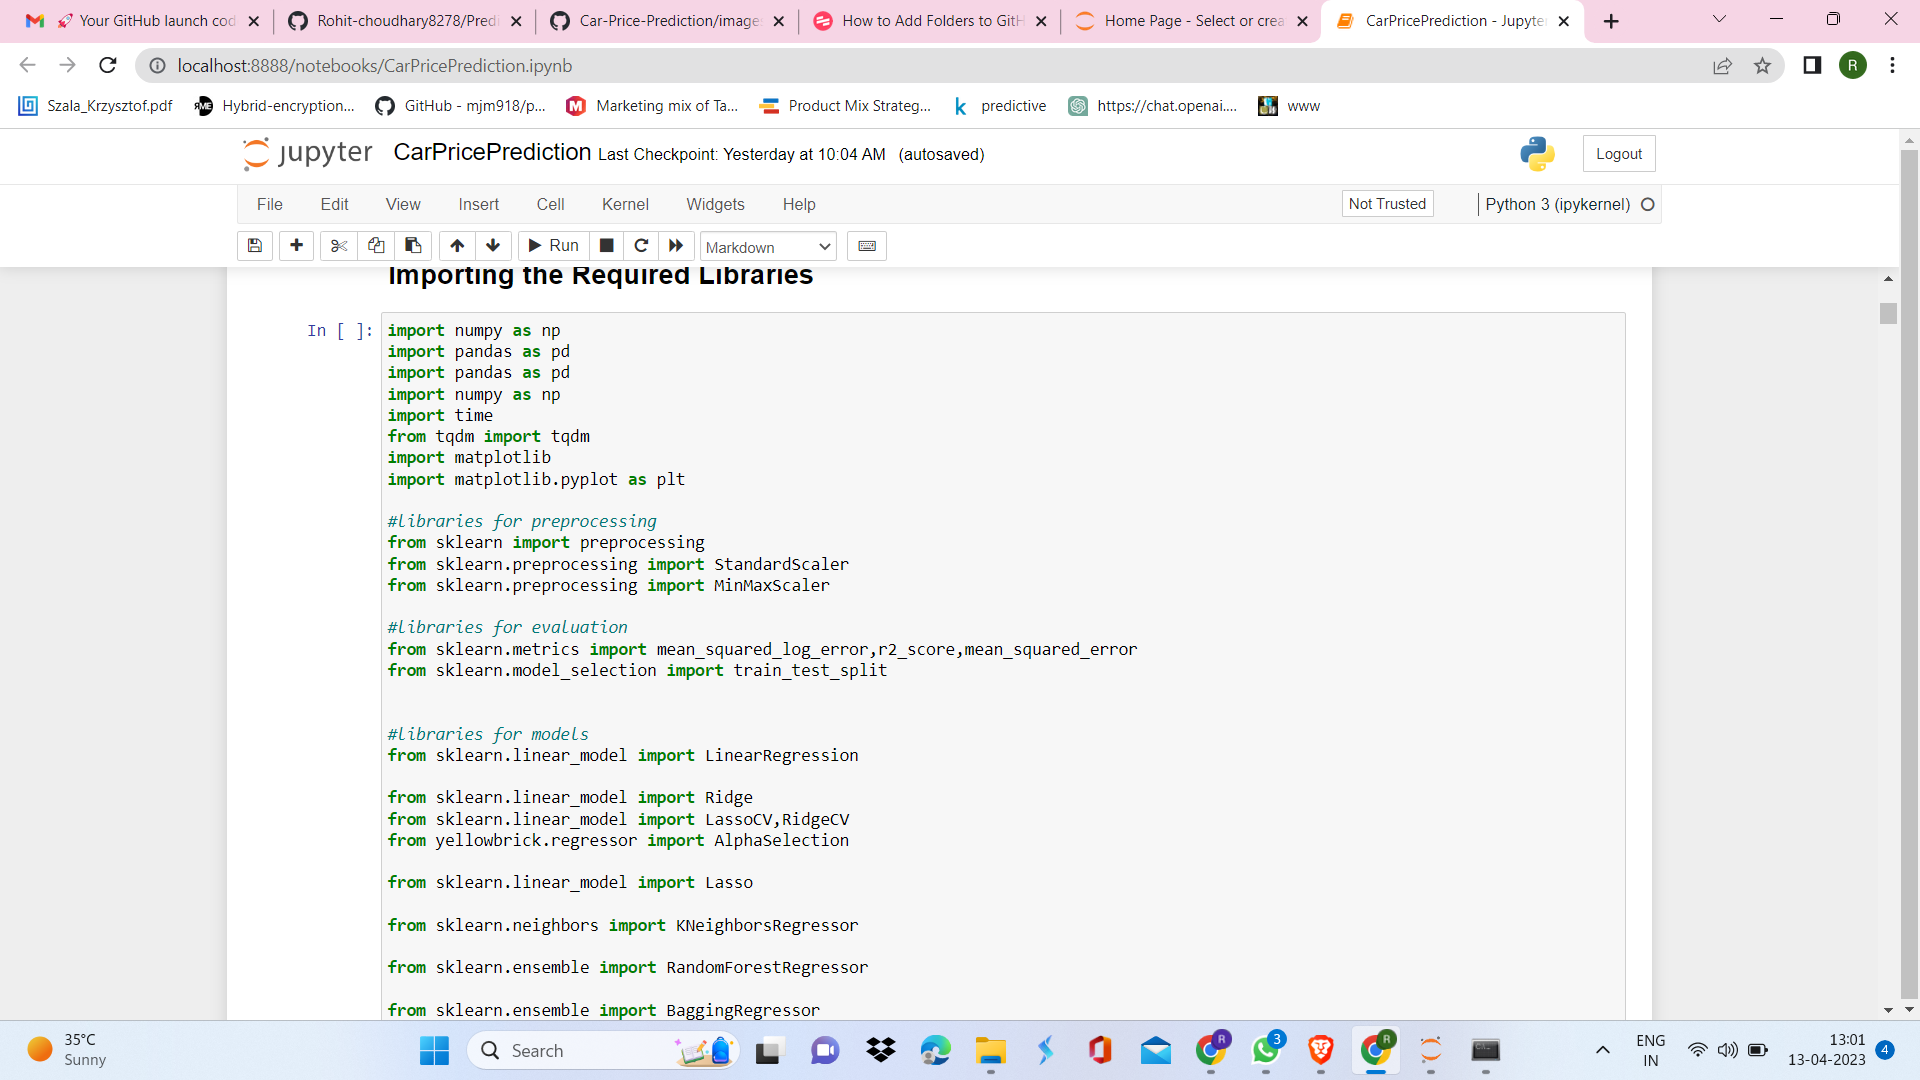 Your GitHub launch cod
Rohit-choudhary8278/Predi
Car-Price-Prediction/image
How to Add Folders to GitH
Home Page - Select or crea
CarPricePrediction - Jupyte
localhost:8888/notebooks/CarPricePrediction.ipynb
R
Szala_Krzysztof.pdf
Hybrid-encryption...
GitHub - mjm918/p...
Marketing mix of Ta...
Product Mix Strateg...
predictive
https://chat.openai....
www
jupyter CarPricePrediction Last Checkpoint: Yesterday at 10:04 AM (autosaved)
Logout
File Edit View Insert Cell Kernel Widgets Help
Not Trusted
Python 3 (ipykernel)
Run
Markdown
Importing the Required Libraries
In [ ]:
import numpy as np
import pandas as pd
import pandas as pd
import numpy as np
import time
from tqdm import tqdm
import matplotlib
import matplotlib.pyplot as plt
#libraries for preprocessing
from sklearn import preprocessing
from sklearn.preprocessing import StandardScaler
from sklearn.preprocessing import MinMaxScaler
#libraries for evaluation
from sklearn.metrics import mean_squared_log_error,r2_score,mean_squared_error
from sklearn.model_selection import train_test_split
#libraries for models
from sklearn.linear_model import LinearRegression
from sklearn.linear_model import Ridge
from sklearn.linear_model import LassoCV,RidgeCV
from yellowbrick.regressor import AlphaSelection
from sklearn.linear_model import Lasso
from sklearn.neighbors import KNeighborsRegressor
from sklearn.ensemble import RandomForestRegressor
from sklearn.ensemble import BaggingRegressor
35°C
Sunny
Search
R
3
R
ENG
IN
13:01
13-04-2023
4